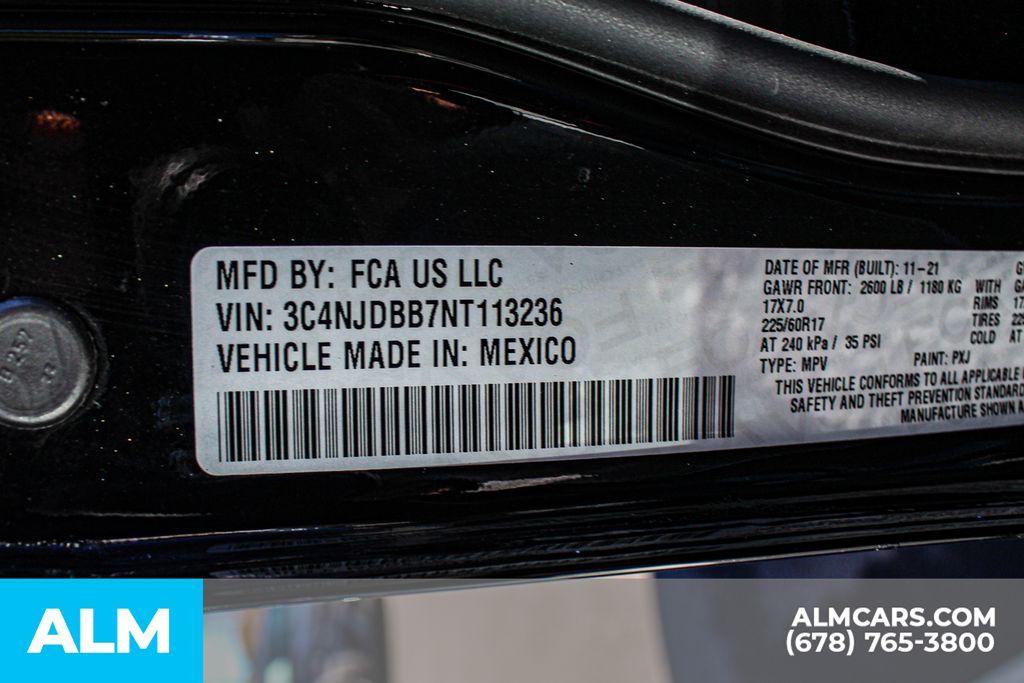 MFD BY: FCA US LLC
VIN: 3C4NJDBB7NT113236
VEHICLE MADE IN: MEXICO
DATE OF MFR (BUILT): 11-21
GAWR FRONT: 2600 LB / 1180 KG WITH
17X7.0 RIMS 17
225/60R17 TIRES
AT 240 kPa / 35 PSI COLD AT
TYPE: MPV PAINT: PXJ
THIS VEHICLE CONFORMS TO ALL APPLICABLE
SAFETY AND THEFT PREVENTION STANDARD
MANUFACTURE SHOWN A
ALM
ALMCARS.COM
(678) 765-3800